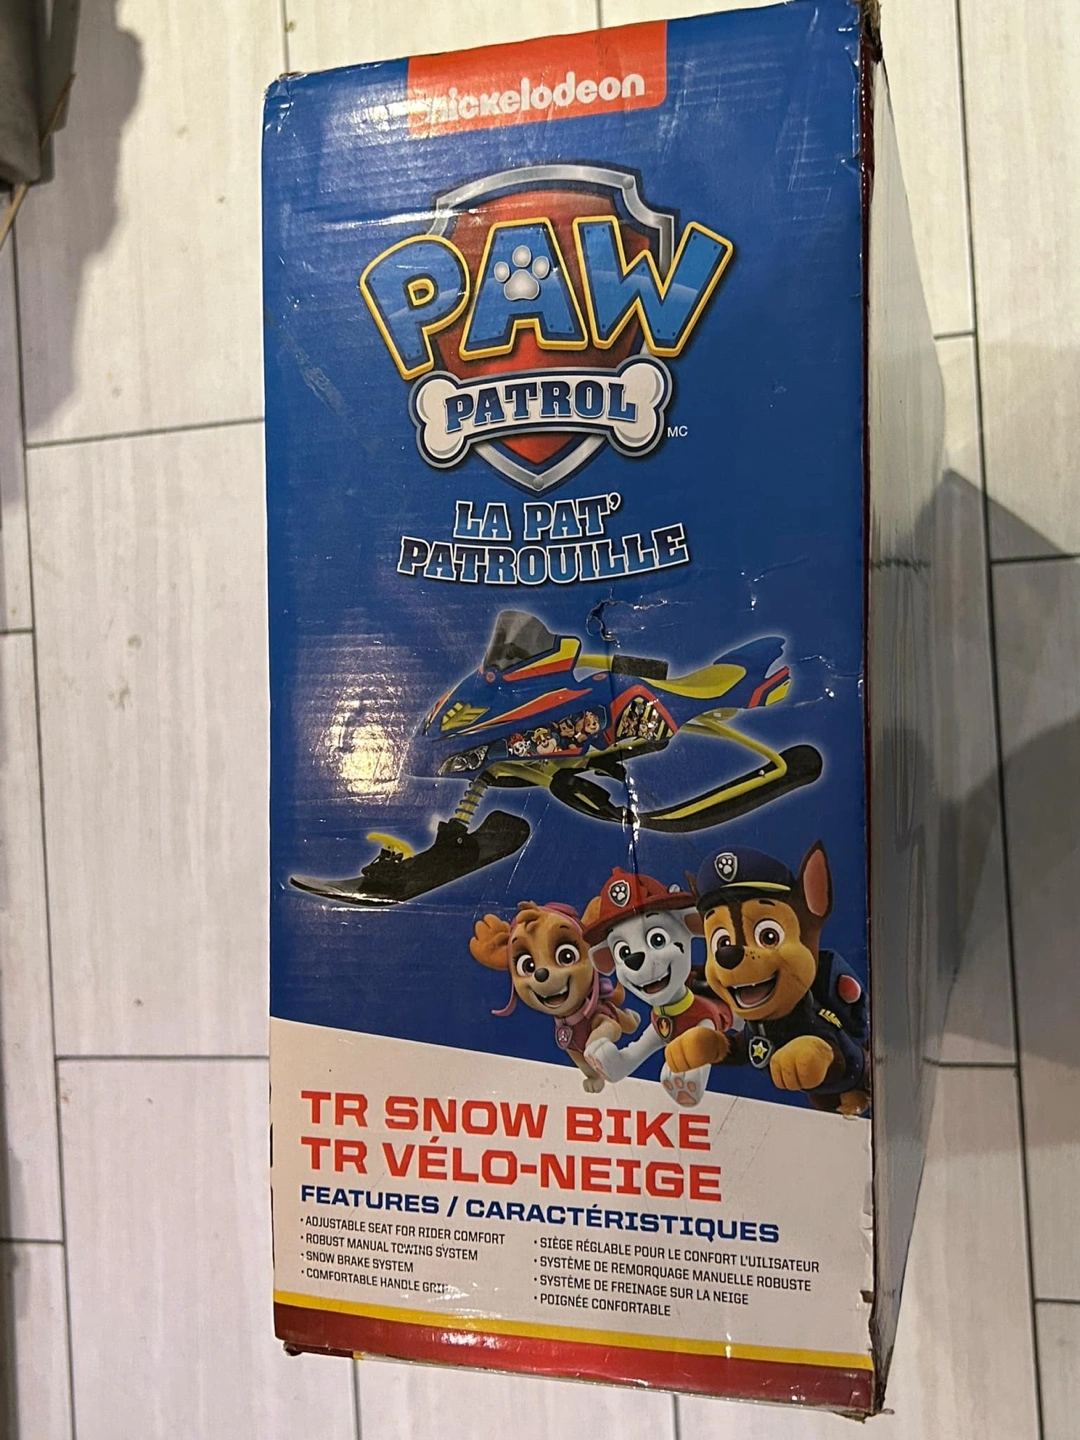 nickelodeon
PAW
PATROL
MC
LA PAT'
PATROUILLE
TR SNOW BIKE
TR VÉLO-NEIGE
FEATURES / CARACTÉRISTIQUES
• ADJUSTABLE SEAT FOR RIDER COMFORT
• ROBUST MANUAL TOWING SYSTEM
• SNOW BRAKE SYSTEM
• COMFORTABLE HANDLE GRIP
• SIÈGE RÉGLABLE POUR LE CONFORT L'UILISATEUR
• SYSTÈME DE REMORQUAGE MANUELLE ROBUSTE
• SYSTÈME DE FREINAGE SUR LA NEIGE
• POIGNÉE CONFORTABLE